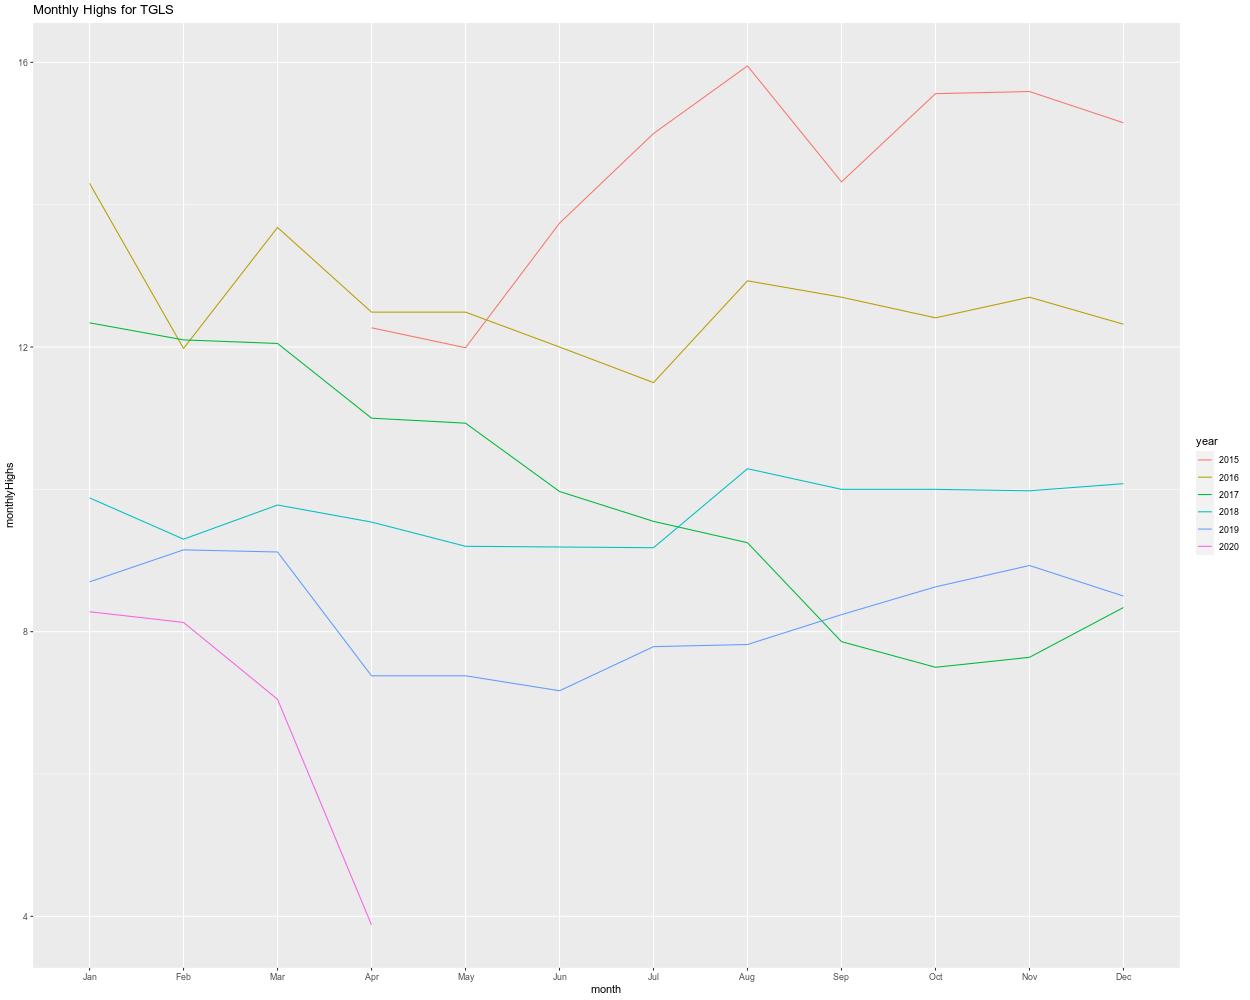 Monthly Highs for TGLS
monthlyHighs
16
12
8
4
Jan Feb Mar Apr May Jun Jul Aug Sep Oct Nov Dec
month
year
2015
2016
2017
2018
2019
2020